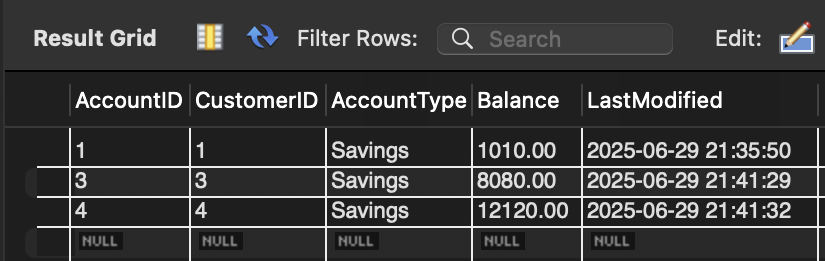 Result Grid Filter Rows: Search Edit:
AccountID CustomerID AccountType Balance LastModified
1 1 Savings 1010.00 2025-06-29 21:35:50
3 3 Savings 8080.00 2025-06-29 21:41:29
4 4 Savings 12120.00 2025-06-29 21:41:32
NULL NULL NULL NULL NULL